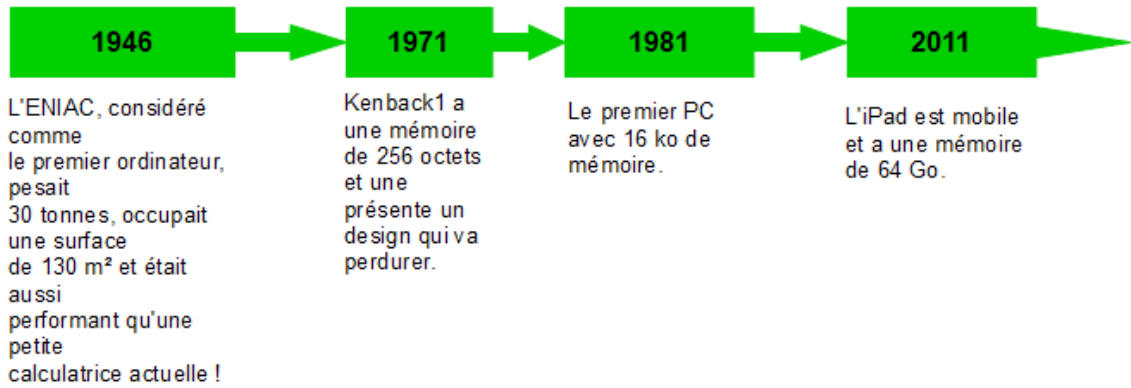 1946
L'ENIAC, considéré
comme
le premier ordinateur,
pesait
30 tonnes, occupait
une surface
de 130 m² et était
aussi
performant qu'une
petite
calculatrice actuelle !
1971
Kenback1 a
une mémoire
de 256 octets
et une
présente un
design qui va
perdurer.
1981
Le premier PC
avec 16 ko de
mémoire.
2011
L'iPad est mobile
et a une mémoire
de 64 Go.